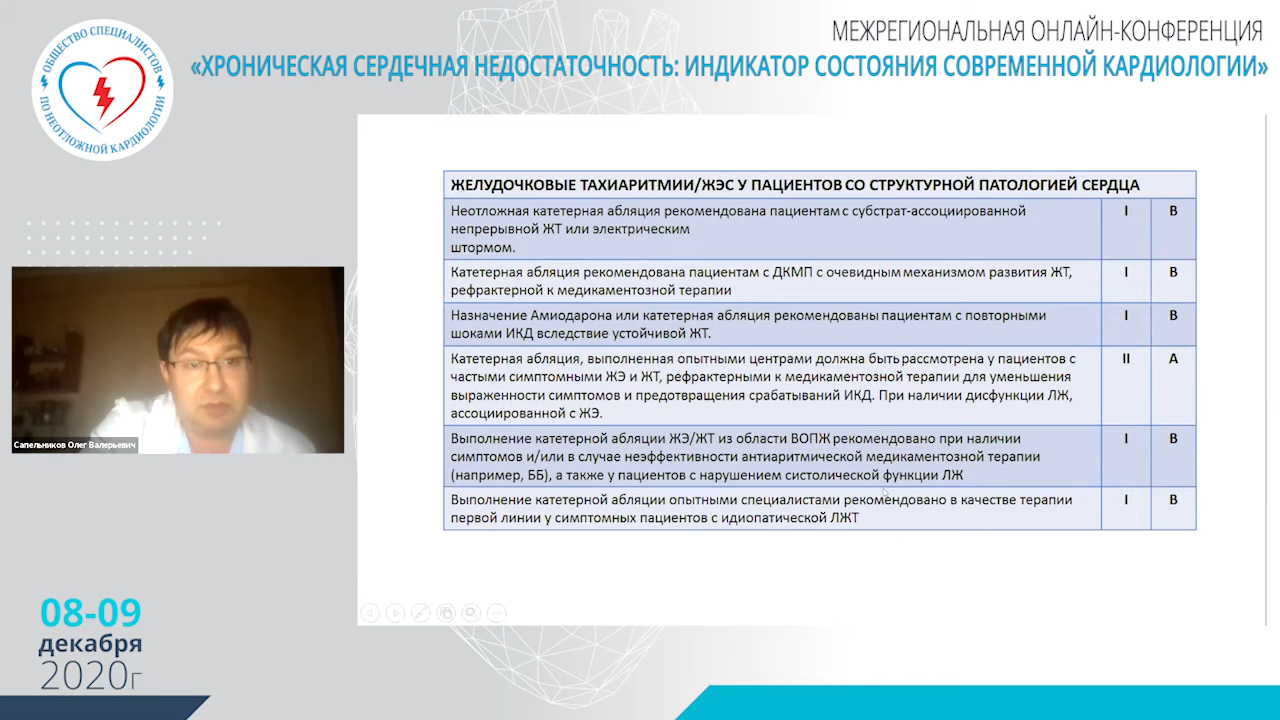 ОБЩЕСТВО СПЕЦИАЛИСТОВ
ПО НЕОТЛОЖНОЙ КАРДИОЛОГИИ
МЕЖРЕГИОНАЛЬНАЯ ОНЛАЙН-КОНФЕРЕНЦИЯ
«ХРОНИЧЕСКАЯ СЕРДЕЧНАЯ НЕДОСТАТОЧНОСТЬ: ИНДИКАТОР СОСТОЯНИЯ СОВРЕМЕННОЙ КАРДИОЛОГИИ»
ЖЕЛУДОЧКОВЫЕ ТАХИАРИТМИИ/ЖЭС У ПАЦИЕНТОВ СО СТРУКТУРНОЙ ПАТОЛОГИЕЙ СЕРДЦА
Неотложная катетерная абляция рекомендована пациентам с субстрат-ассоциированной I B
непрерывной ЖТ или электрическим
штормом.
Катетерная абляция рекомендована пациентам с ДКМП с очевидным механизмом развития ЖТ, I B
рефрактерной к медикаментозной терапии
Назначение Амиодарона или катетерная абляция рекомендованы пациентам с повторными I B
шоками ИКД вследствие устойчивой ЖТ.
Катетерная абляция, выполненная опытными центрами должна быть рассмотрена у пациентов с II A
частыми симптомными ЖЭ и ЖТ, рефрактерными к медикаментозной терапии для уменьшения
выраженности симптомов и предотвращения срабатываний ИКД. При наличии дисфункции ЛЖ,
ассоциированной с ЖЭ.
Выполнение катетерной абляции ЖЭ/ЖТ из области ВОПЖ рекомендовано при наличии I B
симптомов и/или в случае неэффективности антиаритмической медикаментозной терапии
(например, ББ), а также у пациентов с нарушением систолической функции ЛЖ
Выполнение катетерной абляции опытными специалистами рекомендовано в качестве терапии I B
первой линии у симптомных пациентов с идиопатической ЛЖТ
Сапельников Олег Валерьевич
08-09
декабря
2020г